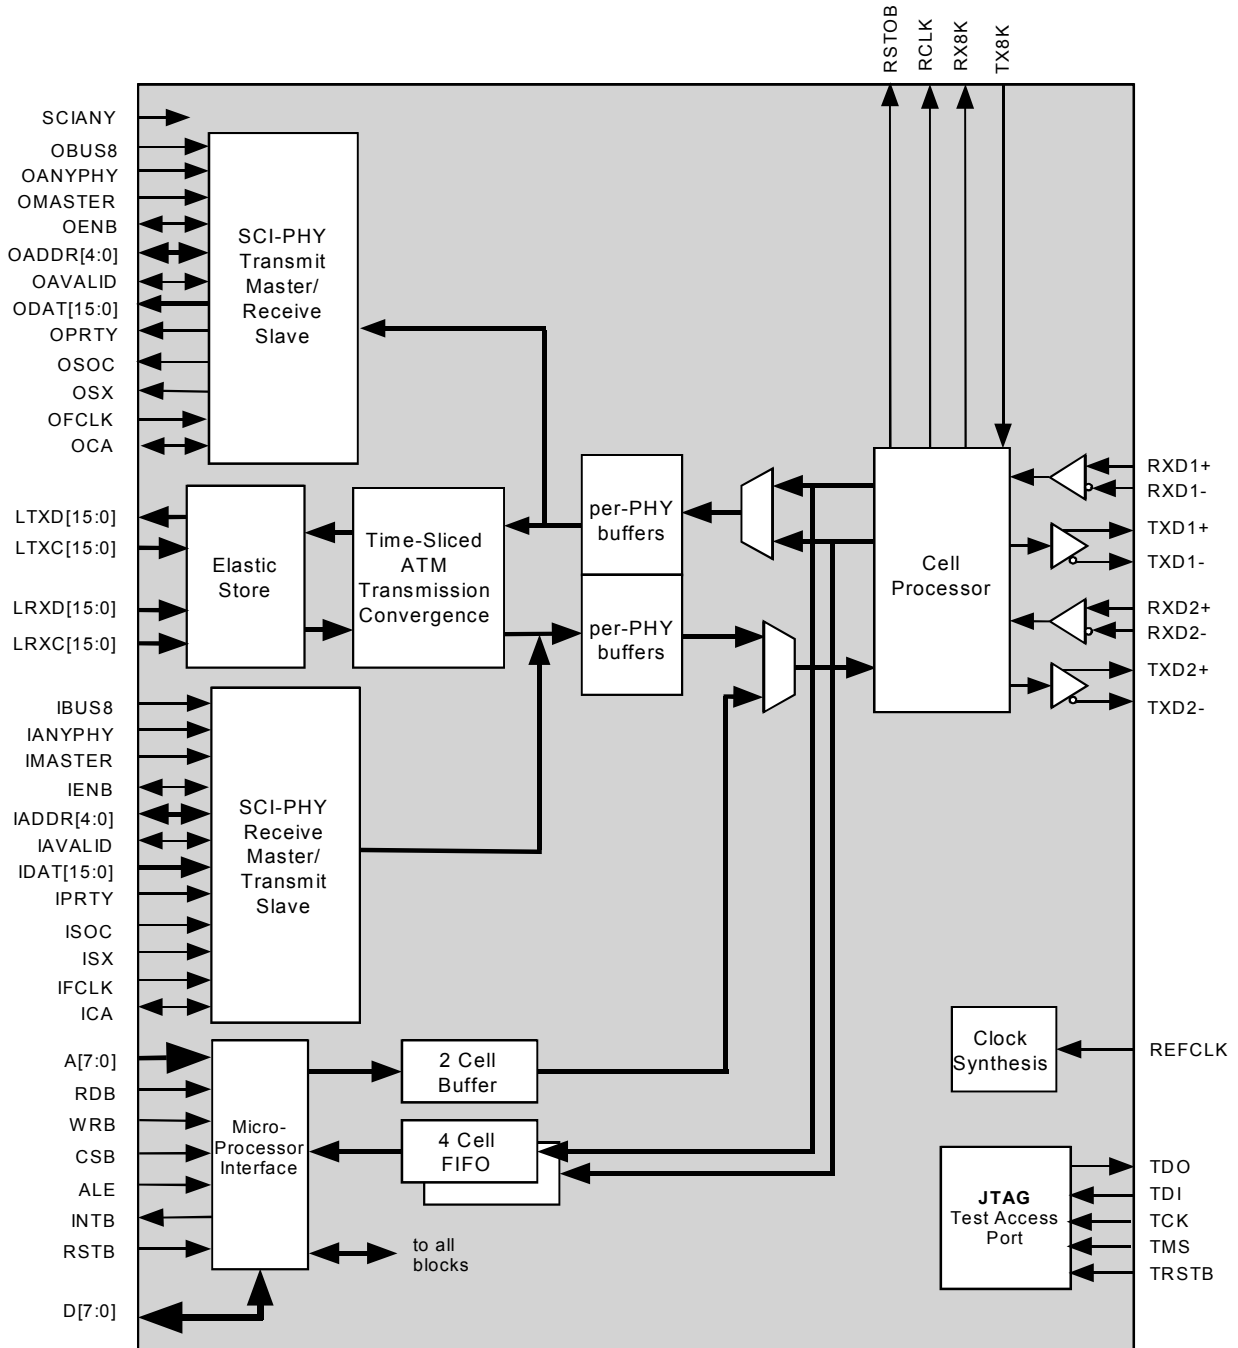 RSTOB
RCLK
RX8K
TX8K
SCIANY
OBUS8
OANYPHY
OMASTER
OENB
OADDR[4:0]
OAVALID
ODAT[15:0]
OPRTY
OSOC
OSX
OFCLK
OCA
SCI-PHY
Transmit
Master/
Receive
Slave
LTXD[15:0]
LTXC[15:0]
LRXD[15:0]
LRXC[15:0]
Elastic
Store
Time-Sliced
ATM
Transmission
Convergence
per-PHY
buffers
per-PHY
buffers
Cell
Processor
RXD1+
RXD1-
TXD1+
TXD1-
RXD2+
RXD2-
TXD2+
TXD2-
IBUS8
IANYPHY
IMASTER
IENB
IADDR[4:0]
IAVALID
IDAT[15:0]
IPRTY
ISOC
ISX
IFCLK
ICA
SCI-PHY
Receive
Master/
Transmit
Slave
A[7:0]
RDB
WRB
CSB
ALE
INTB
RSTB
D[7:0]
Micro-
Processor
Interface
2 Cell
Buffer
4 Cell
FIFO
to all
blocks
Clock
Synthesis
REFCLK
JTAG
Test Access
Port
TDO
TDI
TCK
TMS
TRSTB